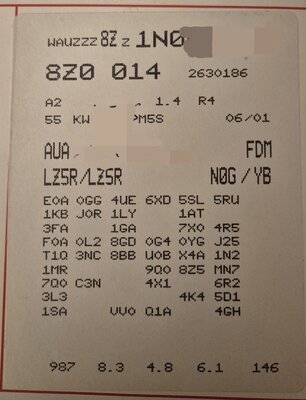 WAUZZZ 8Z Z 1N0
8Z0 014 2630186
A2 1.4 R4
55 KW PM5S 06/01
AUA FDM
LZ5R/LZ5R N0G / YB
E0A 0GG 4UE 6XD 5SL 5RU
1KB J0R 1LY 1AT
3FA 1GA 7X0 4R5
F0A 0L2 8GD 0G4 0YG J25
T1Q 3NC 8BB U0B X4A 1N2
1MR 9Q0 8Z5 MN7
7Q0 C3N 4X1 6R2
3L3 4K4 5D1
1SA VV0 Q1A 4GH
987 8.3 4.8 6.1 146